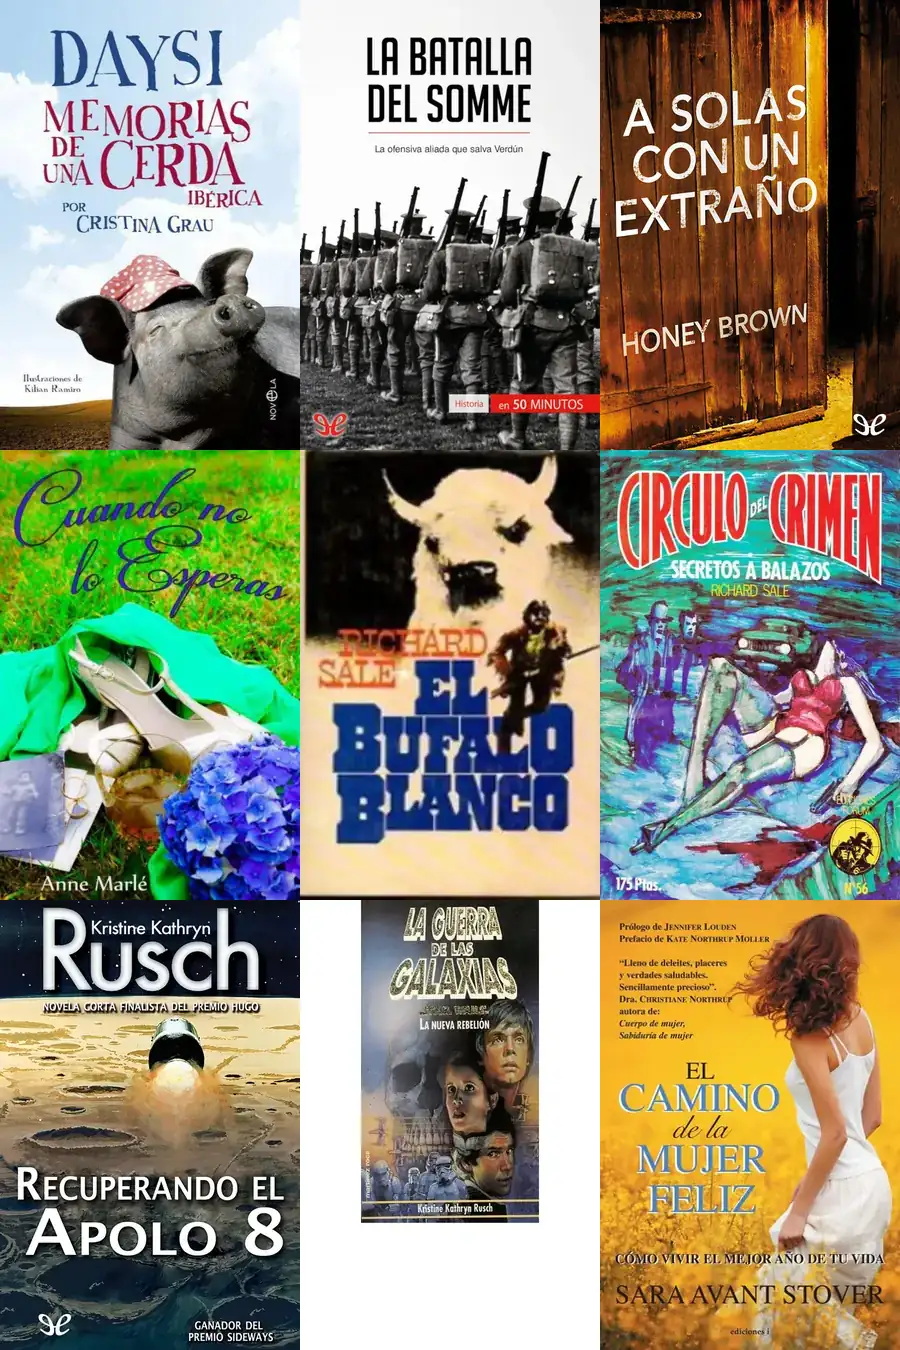 DAYSI
MEMORIAS
DE
UNA CERDA
IBÉRICA
POR
CRISTINA GRAU
Ilustraciones de
Kilian Ramiro
NOVELA
LA BATALLA
DEL SOMME
La ofensiva aliada que salva Verdún
Historia en 50 MINUTOS
A SOLAS
CON UN
EXTRAÑO
HONEY BROWN
Cuando no
lo Esperas
Anne Marlé
RICHARD
SALE
EL
BUFALO
BLANCO
CIRCULO DEL CRIMEN
SECRETOS A BALAZOS
RICHARD SALE
EDICIONES
FORUM
175 Ptas.
Nº 56
Kristine Kathryn
Rusch
NOVELA CORTA FINALISTA DEL PREMIO HUGO
RECUPERANDO EL
APOLO 8
GANADOR DEL
PREMIO SIDEWAYS
LA GUERRA
DE LAS
GALAXIAS
LA NUEVA REBELIÓN
martínez roca
Kristine Kathryn Rusch
Prólogo de JENNIFER LOUDEN
Prefacio de KATE NORTHRUP MOLLER
“Lleno de deleites, placeres
y verdades saludables.
Sencillamente precioso”.
Dra. CHRISTIANE NORTHRUP
autora de:
Cuerpo de mujer,
Sabiduría de mujer
EL
CAMINO
de la
MUJER
FELIZ
CÓMO VIVIR EL MEJOR AÑO DE TU VIDA
SARA AVANT STOVER
ediciones i